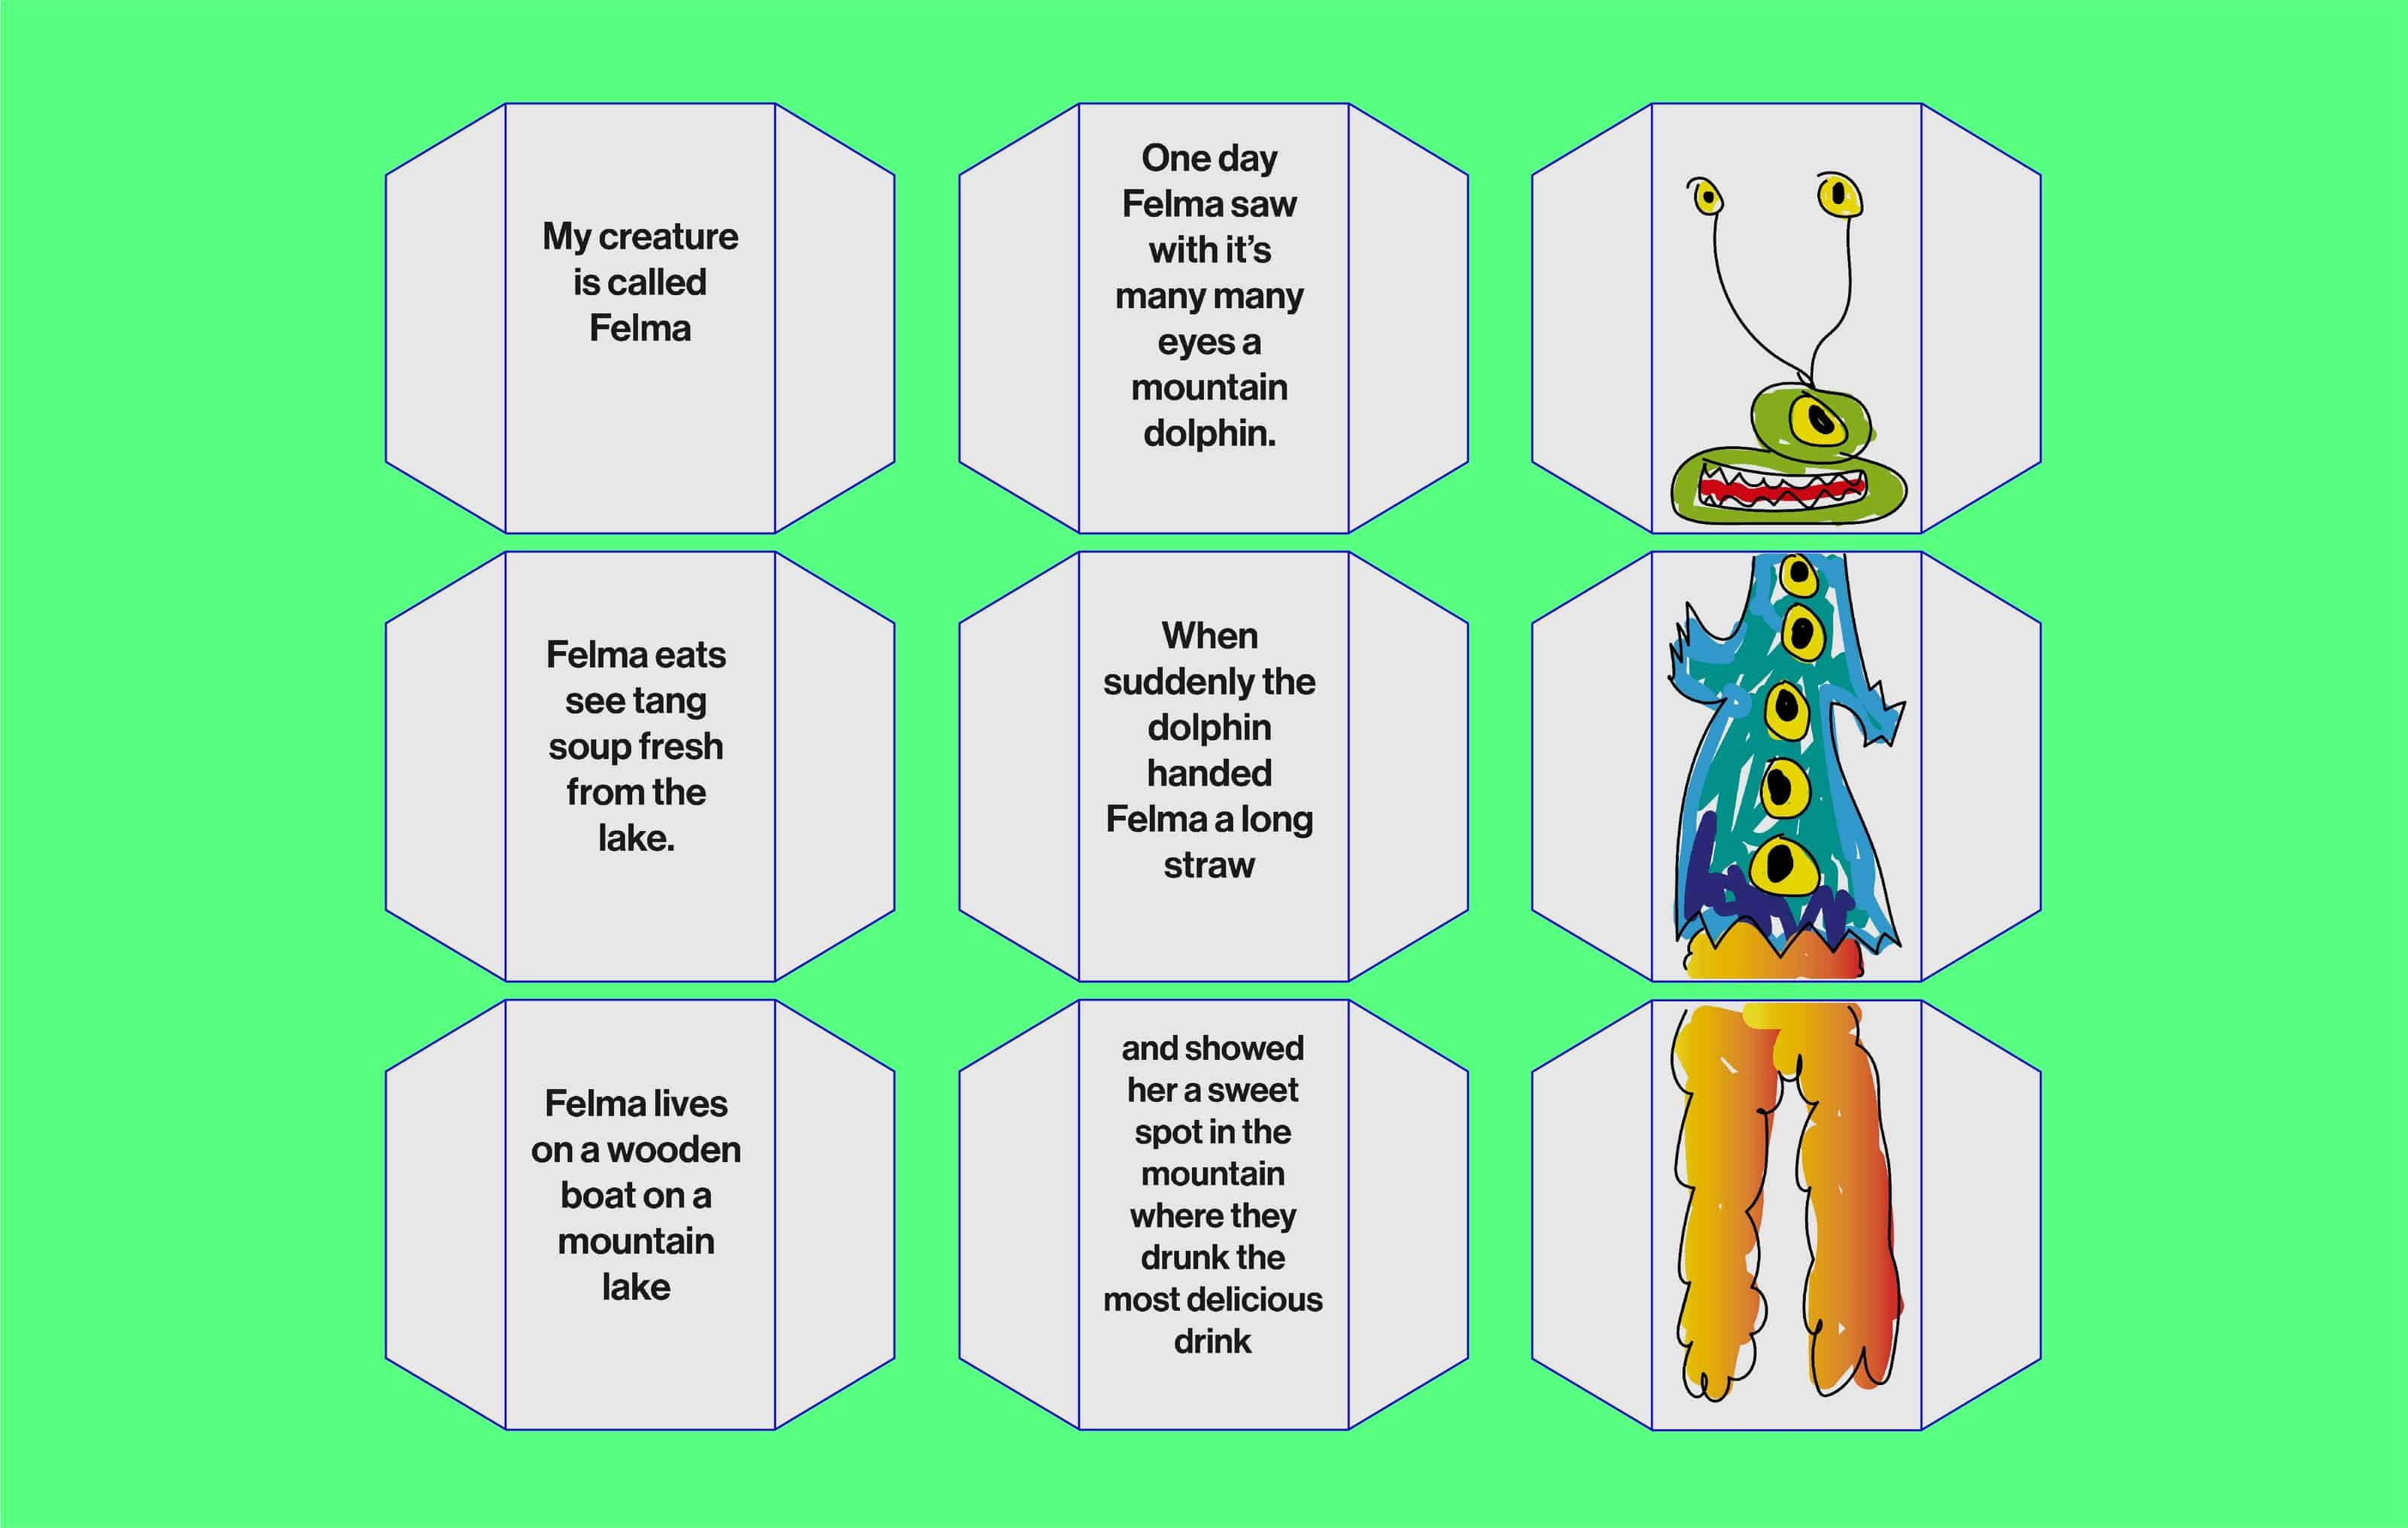 My creature
is called
Felma
Felma eats
see tang
soup fresh
from the
lake.
Felma lives
on a wooden
boat on a
mountain
lake
One day
Felma saw
with it’s
many many
eyes a
mountain
dolphin.
When
suddenly the
dolphin
handed
Felma a long
straw
and showed
her a sweet
spot in the
mountain
where they
drunk the
most delicious
drink